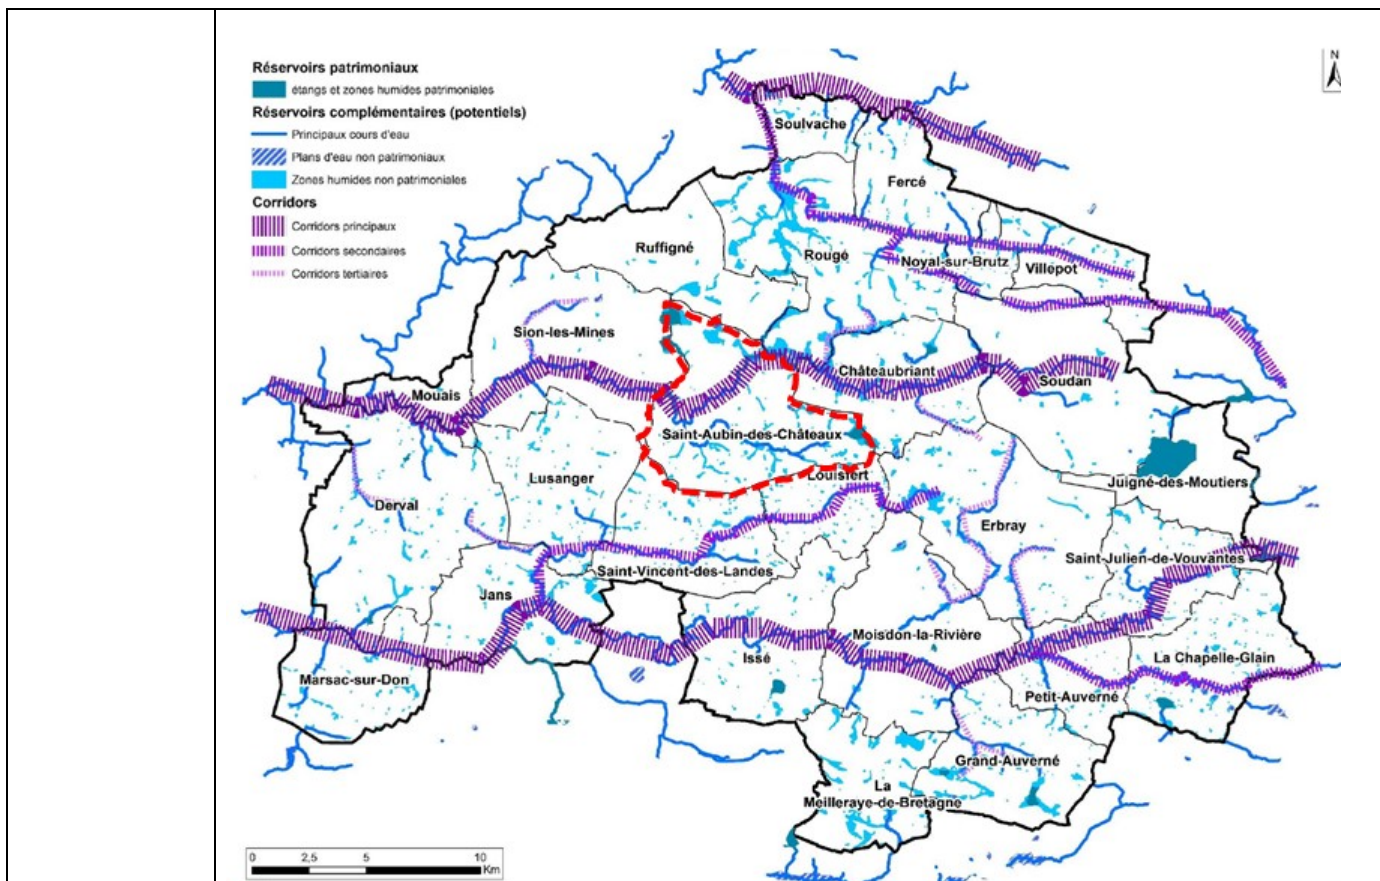 N
Réservoirs patrimoniaux
étangs et zones humides patrimoniales
Réservoirs complémentaires (potentiels)
Principaux cours d'eau
Plans d'eau non patrimoniaux
Zones humides non patrimoniales
Corridors
Corridors principaux
Corridors secondaires
Corridors tertiaires
Soulvache
Fercé
Ruffigné
Rougé
Noyal-sur-Brutz
Villepot
Sion-les-Mines
Châteaubriant
Soudan
Mouais
Saint-Aubin-des-Châteaux
Lusanger
Louisfert
Juigné-des-Moutiers
Derval
Erbray
Saint-Julien-de-Vouvantes
Saint-Vincent-des-Landes
Jans
Moisdon-la-Rivière
Issé
La Chapelle-Glain
Marsac-sur-Don
Petit-Auverné
Grand-Auverné
La
Meilleraye-de-Bretagne
0 2,5 5 10
Km